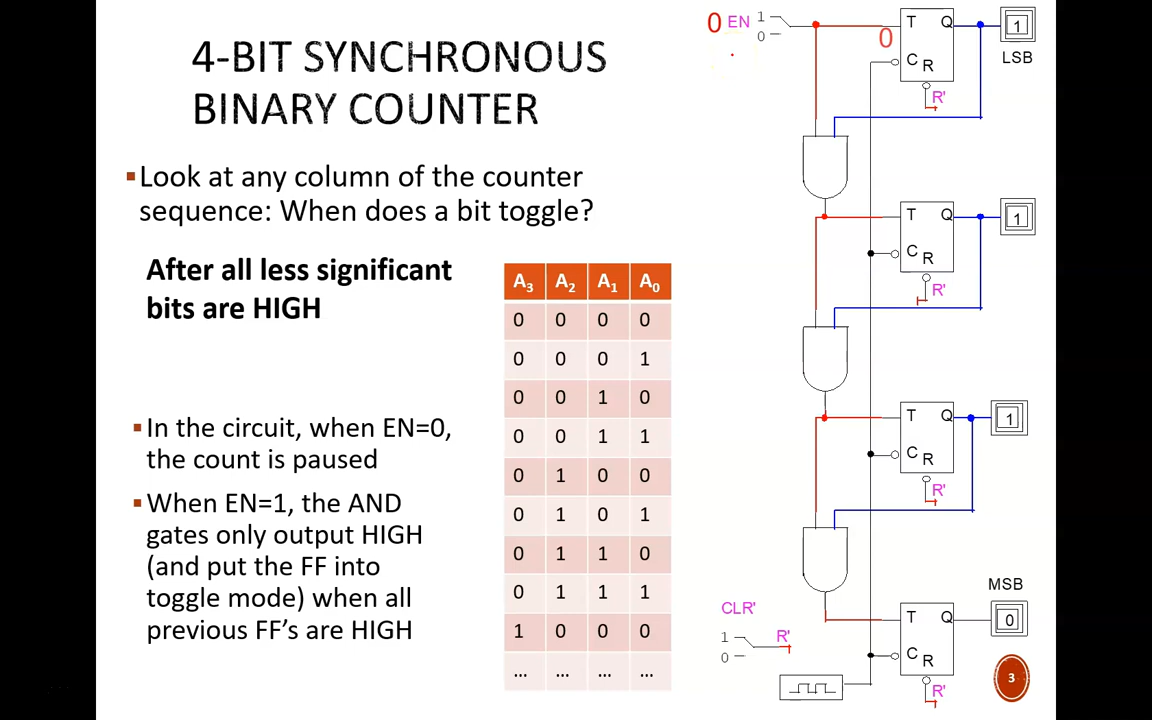 4-BIT SYNCHRONOUS
BINARY COUNTER
▪Look at any column of the counter
sequence: When does a bit toggle?
After all less significant
bits are HIGH
▪In the circuit, when EN=0,
the count is paused
▪When EN=1, the AND
gates only output HIGH
(and put the FF into
toggle mode) when all
previous FF's are HIGH
A3 A2 A1 A0
0 0 0 0
0 0 0 1
0 0 1 0
0 0 1 1
0 1 0 0
0 1 0 1
0 1 1 0
0 1 1 1
1 0 0 0
... ... ... ...
0 EN 1
0
0
T Q 1
C R
LSB
R'
T Q 1
C R
R'
T Q 1
C R
R'
MSB
T Q 0
C R
R'
CLR'
1 R'
0
3